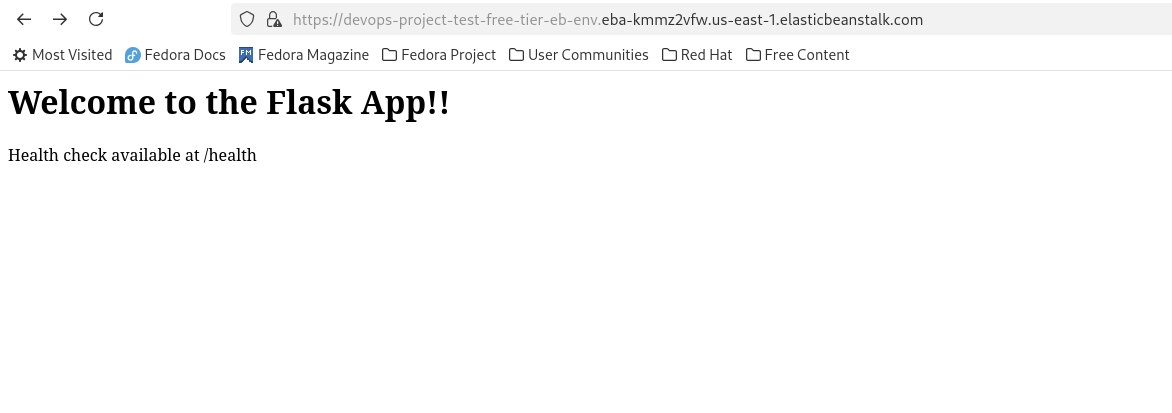 https://devops-project-test-free-tier-eb-env.eba-kmmz2vfw.us-east-1.elasticbeanstalk.com
Most Visited Fedora Docs FM Fedora Magazine Fedora Project User Communities Red Hat Free Content
Welcome to the Flask App!!
Health check available at /health